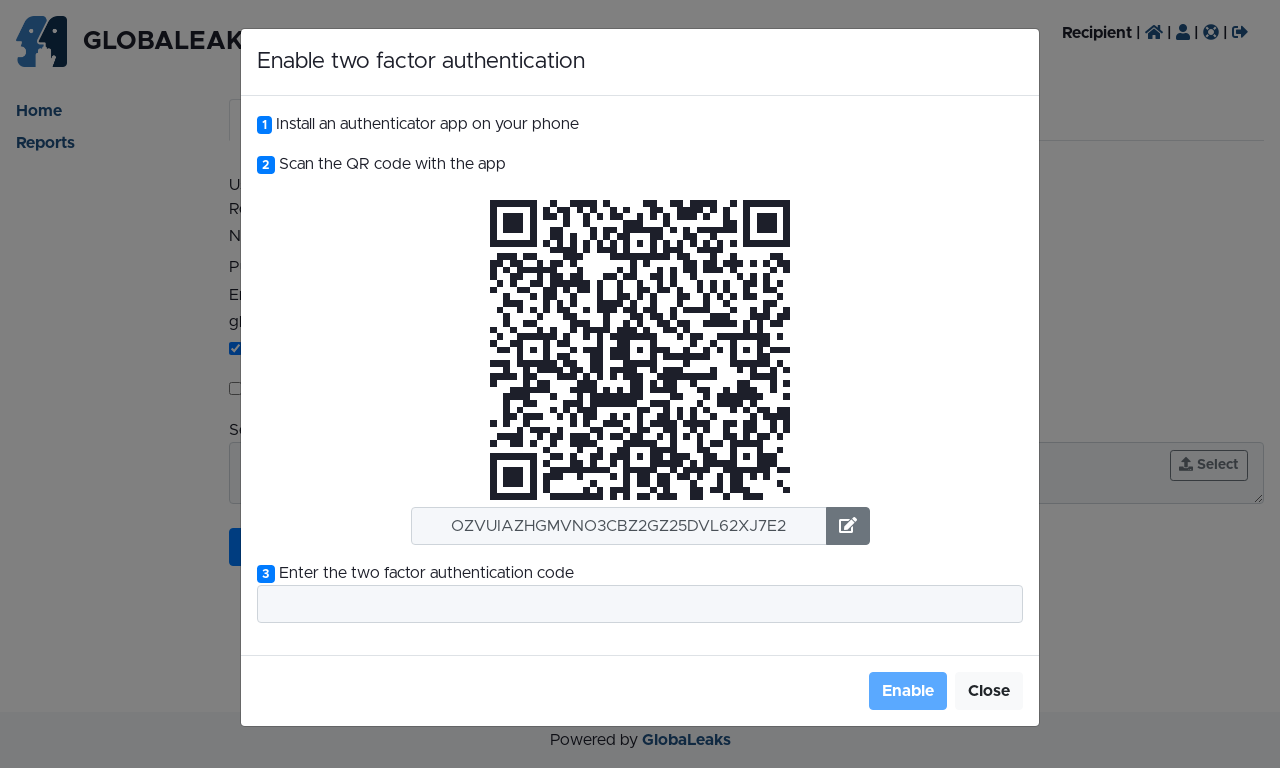 GLOBALEAK
Recipient | | | |
Home
Reports
Enable two factor authentication
1 Install an authenticator app on your phone
2 Scan the QR code with the app
OZVUIAZHGMVNO3CBZ2GZ25DVL62XJ7E2
3 Enter the two factor authentication code
Select
Enable Close
Powered by GlobaLeaks